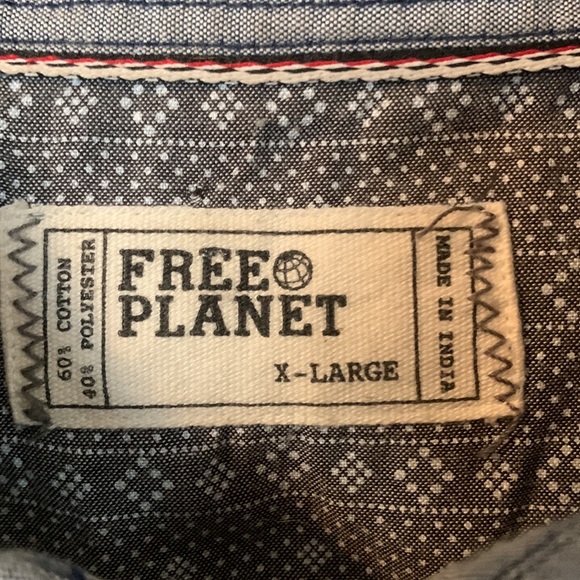 60% COTTON
40% POLYESTER
FREE
PLANET
X-LARGE
MADE IN INDIA